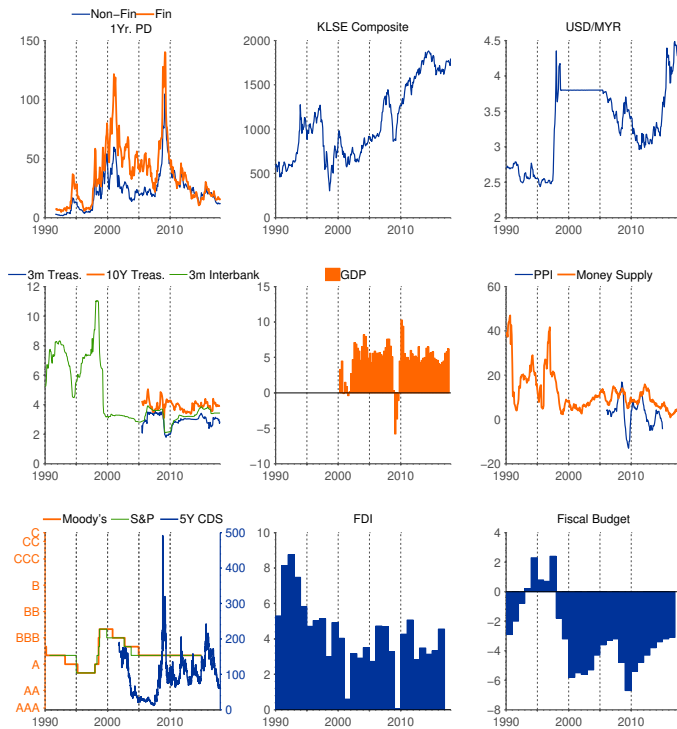 Non-Fin Fin
1Yr. PD
150
100
50
0
1990 2000 2010
KLSE Composite
2000
1500
1000
500
0
1990 2000 2010
USD/MYR
4.5
4
3.5
3
2.5
2
1990 2000 2010
3m Treas. 10Y Treas. 3m Interbank
12
10
8
6
4
2
0
1990 2000 2010
GDP
15
10
5
0
−5
−10
1990 2000 2010
PPI Money Supply
60
40
20
0
−20
1990 2000 2010
Moody's S&P 5Y CDS
C
CC
CCC
B
BB
BBB
A
AA
AAA
500
400
300
200
100
0
1990 2000 2010
FDI
10
8
6
4
2
0
1990 2000 2010
Fiscal Budget
4
2
0
−2
−4
−6
−8
1990 2000 2010